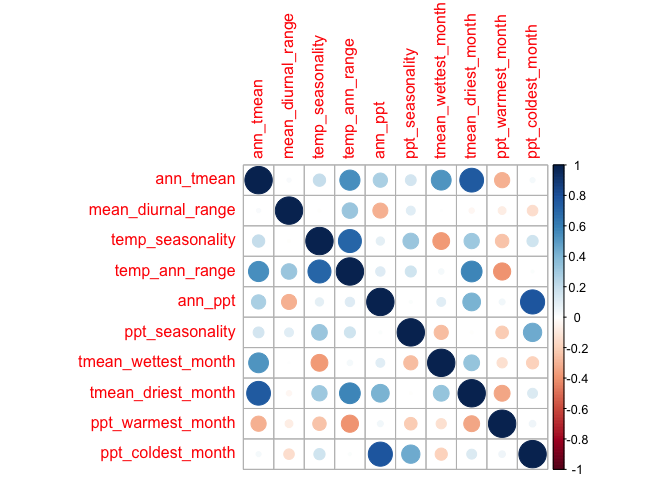 ann_tmean
mean_diurnal_range
temp_seasonality
temp_ann_range
ann_ppt
ppt_seasonality
tmean_wettest_month
tmean_driest_month
ppt_warmest_month
ppt_coldest_month
ann_tmean
mean_diurnal_range
temp_seasonality
temp_ann_range
ann_ppt
ppt_seasonality
tmean_wettest_month
tmean_driest_month
ppt_warmest_month
ppt_coldest_month
1
0.8
0.6
0.4
0.2
0
-0.2
-0.4
-0.6
-0.8
-1